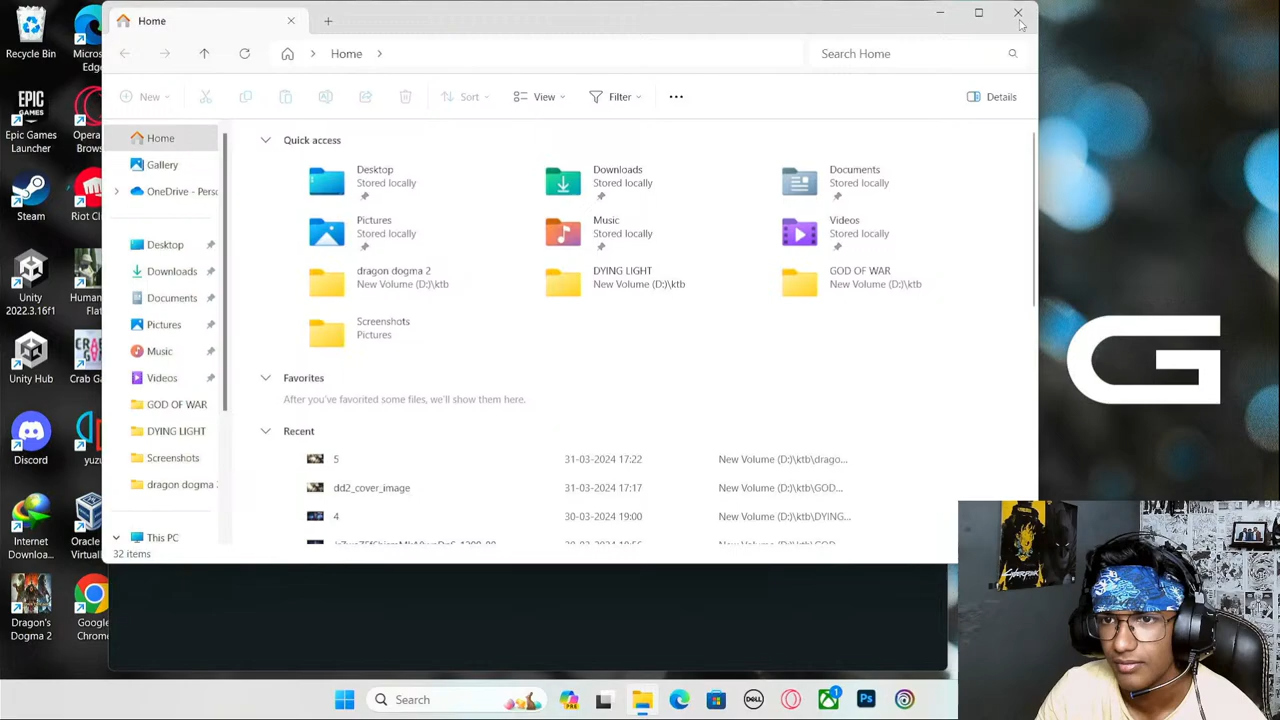 Recycle Bin
Microsoft Edge
Epic Games Launcher
Opera Brows
Steam
Riot Cli
Unity 2022.3.16f1
Human Flat
Unity Hub
Crab Ga
Discord
yuzu
Internet Downloa...
Oracle Virtual
Dragon's Dogma 2
Google Chrome
Home
Home
Search Home
New
Sort
View
Filter
Details
Home
Gallery
OneDrive - Perso
Desktop
Downloads
Documents
Pictures
Music
Videos
GOD OF WAR
DYING LIGHT
Screenshots
dragon dogma 2
This PC
32 items
Quick access
Desktop
Stored locally
Downloads
Stored locally
Documents
Stored locally
Pictures
Stored locally
Music
Stored locally
Videos
Stored locally
dragon dogma 2
New Volume (D:)\ktb
DYING LIGHT
New Volume (D:)\ktb
GOD OF WAR
New Volume (D:)\ktb
Screenshots
Pictures
Favorites
After you've favorited some files, we'll show them here.
Recent
5 31-03-2024 17:22 New Volume (D:)\ktb\drago...
dd2_cover_image 31-03-2024 17:17 New Volume (D:)\ktb\GOD...
4 30-03-2024 19:00 New Volume (D:)\ktb\DYING...
G
CYBERPUNK
Search
PRE
DELL
1
Ps